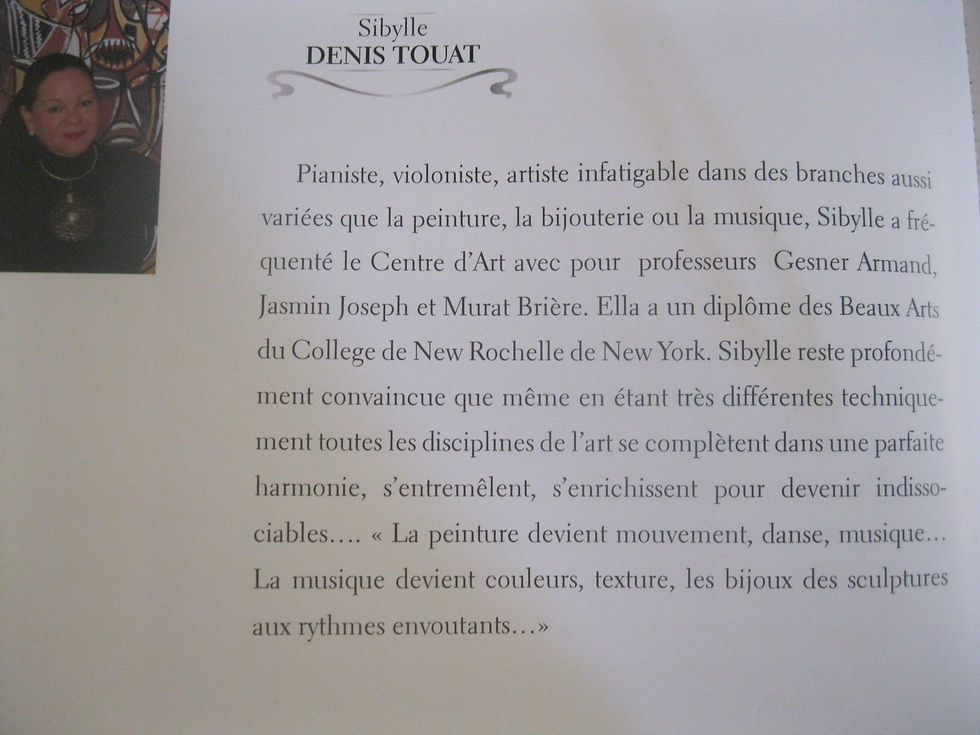 Sibylle
DENIS TOUAT
Pianiste, violoniste, artiste infatigable dans des branches aussi
variées que la peinture, la bijouterie ou la musique, Sibylle a fré-
quenté le Centre d'Art avec pour professeurs Gesner Armand,
Jasmin Joseph et Murat Brière. Ella a un diplôme des Beaux Arts
du College de New Rochelle de New York. Sibylle reste profondé-
ment convaincue que même en étant très différentes technique-
ment toutes les disciplines de l'art se complètent dans une parfaite
harmonie, s'entremêlent, s'enrichissent pour devenir indisso-
ciables…. « La peinture devient mouvement, danse, musique…
La musique devient couleurs, texture, les bijoux des sculptures
aux rythmes envoutants…»